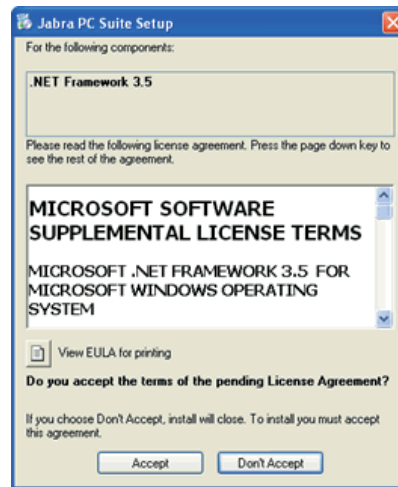 Jabra PC Suite Setup
For the following components:
.NET Framework 3.5
Please read the following license agreement. Press the page down key to
see the rest of the agreement.
MICROSOFT SOFTWARE
SUPPLEMENTAL LICENSE TERMS
MICROSOFT .NET FRAMEWORK 3.5 FOR
MICROSOFT WINDOWS OPERATING
SYSTEM
View EULA for printing
Do you accept the terms of the pending License Agreement?
If you choose Don't Accept, install will close. To install you must accept
this agreement.
Accept Don't Accept